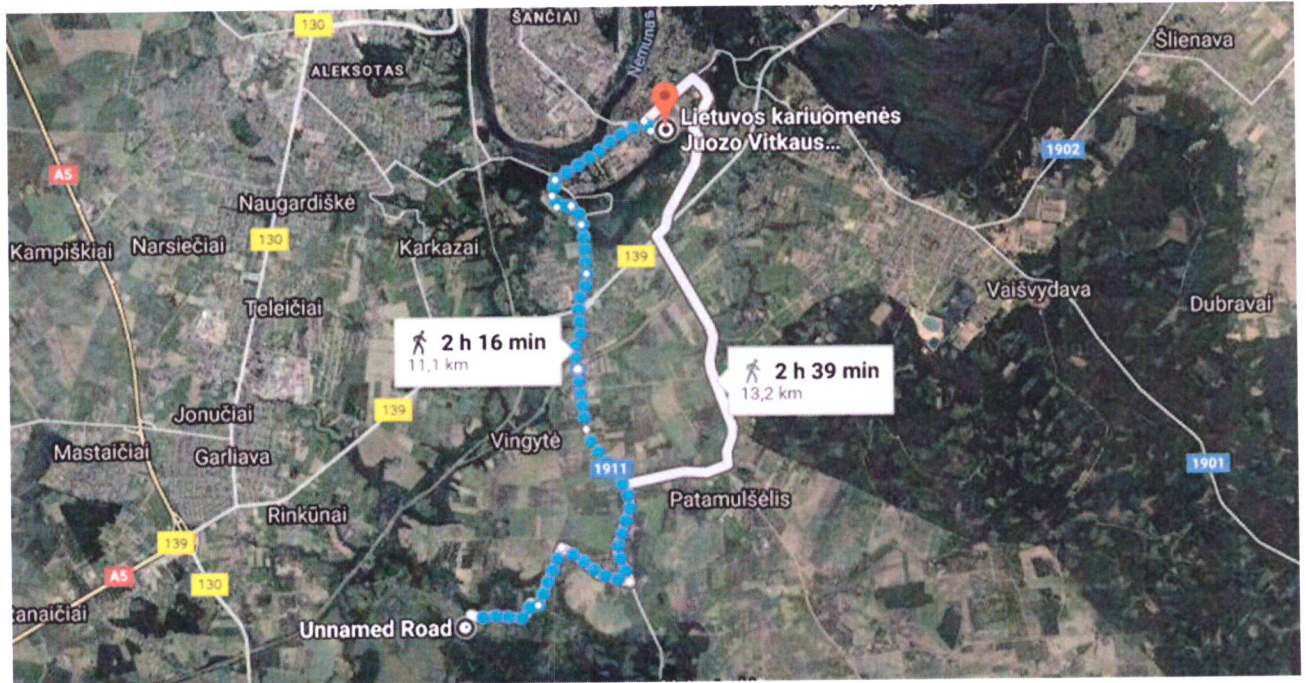 ŠANČIAI
130
Nemunas
Šlienava
ALEKSOTAS
Lietuvos kariuomenės
Juozo Vitkaus...
1902
A5
Naugardiškė
Kampiškiai
Narsiečiai
130
Karkazai
139
Vaišvydava
Dubravai
Teleičiai
2 h 16 min
11,1 km
2 h 39 min
13,2 km
Jonučiai
139
Mastaičiai
Garliava
Vingytė
1911
1901
Patamulšėlis
Rinkūnai
139
A5
130
Unnamed Road